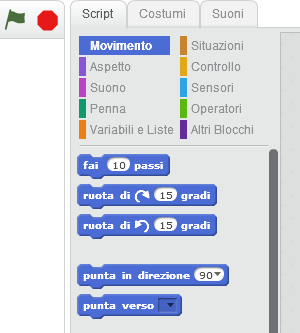 Script Costumi Suoni
Movimento Situazioni
Aspetto Controllo
Suono Sensori
Penna Operatori
Variabili e Liste Altri Blocchi
fai 10 passi
ruota di 15 gradi
ruota di 15 gradi
punta in direzione 90
punta verso